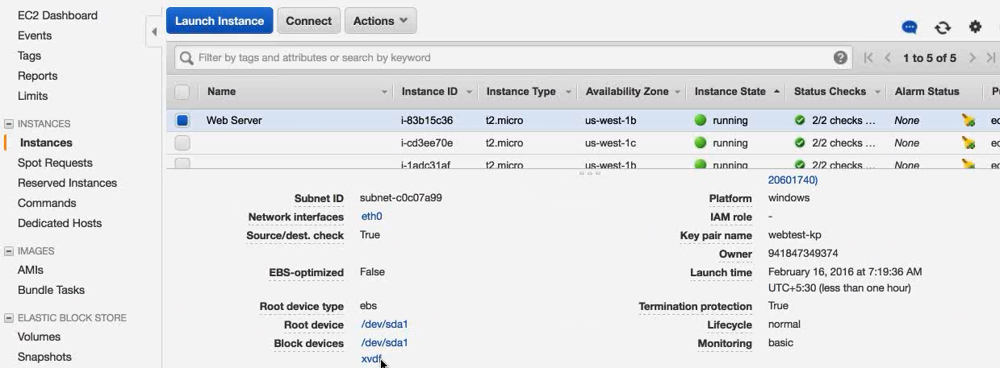 EC2 Dashboard
Events
Tags
Reports
Limits
INSTANCES
Instances
Spot Requests
Reserved Instances
Commands
Dedicated Hosts
IMAGES
AMIs
Bundle Tasks
ELASTIC BLOCK STORE
Volumes
Snapshots
Launch Instance Connect Actions
Filter by tags and attributes or search by keyword 1 to 5 of 5
Name Instance ID Instance Type Availability Zone Instance State Status Checks Alarm Status
Web Server i-83b15c36 t2.micro us-west-1b running 2/2 checks ... None
i-cd3ee70e t2.micro us-west-1c running 2/2 checks ... None
i-1adc31af t2.micro us-west-1b running 2/2 checks ... None
20601740)
Subnet ID subnet-c0c07a99 Platform windows
Network interfaces eth0 IAM role -
Source/dest. check True Key pair name webtest-kp
Owner 941847349374
EBS-optimized False Launch time February 16, 2016 at 7:19:36 AM
UTC+5:30 (less than one hour)
Root device type ebs Termination protection True
Root device /dev/sda1 Lifecycle normal
Block devices /dev/sda1 Monitoring basic
xvdf